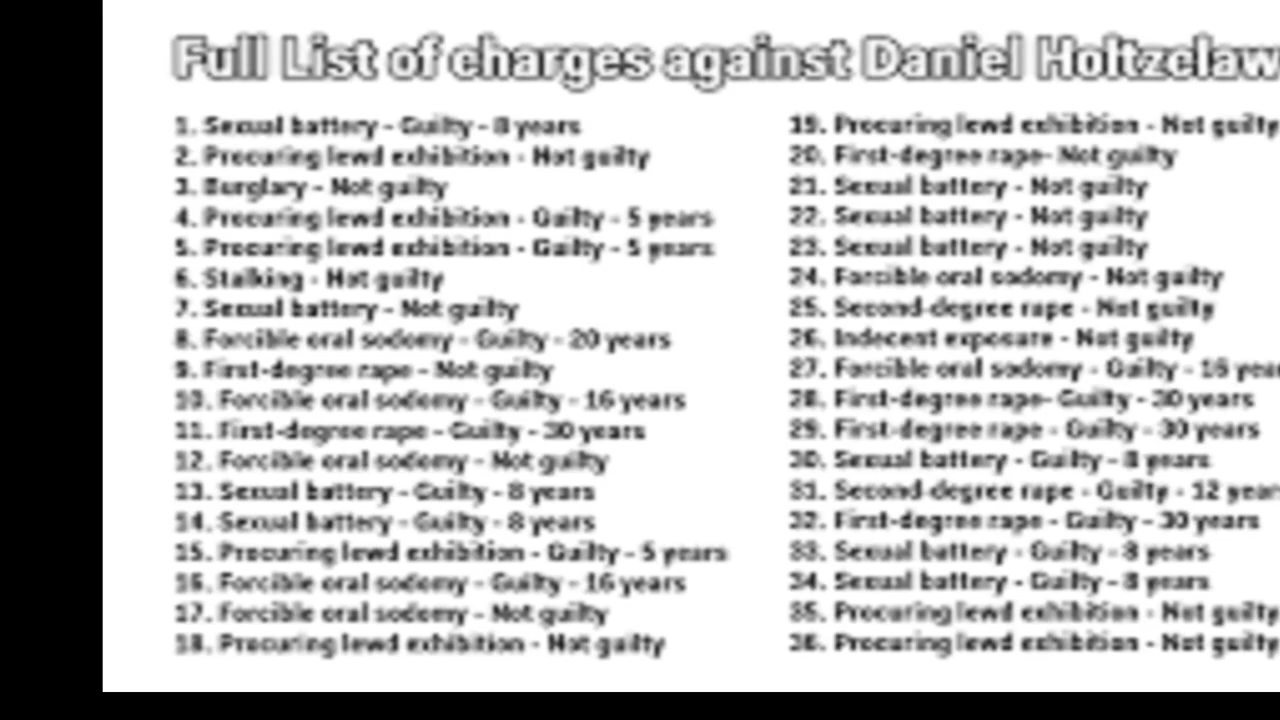 Full List of charges against Daniel Holtzclaw
1. Sexual battery - Guilty - 8 years
2. Procuring lewd exhibition - Not guilty
3. Burglary - Not guilty
4. Procuring lewd exhibition - Guilty - 5 years
5. Procuring lewd exhibition - Guilty - 5 years
6. Stalking - Not guilty
7. Sexual battery - Not guilty
8. Forcible oral sodomy - Guilty - 20 years
9. First-degree rape - Not guilty
10. Forcible oral sodomy - Guilty - 16 years
11. First-degree rape - Guilty - 30 years
12. Forcible oral sodomy - Not guilty
13. Sexual battery - Guilty - 8 years
14. Sexual battery - Guilty - 8 years
15. Procuring lewd exhibition - Guilty - 5 years
16. Forcible oral sodomy - Guilty - 16 years
17. Forcible oral sodomy - Not guilty
18. Procuring lewd exhibition - Not guilty
19. Procuring lewd exhibition - Not guilty
20. First-degree rape- Not guilty
21. Sexual battery - Not guilty
22. Sexual battery - Not guilty
23. Sexual battery - Not guilty
24. Forcible oral sodomy - Not guilty
25. Second-degree rape - Not guilty
26. Indecent exposure - Not guilty
27. Forcible oral sodomy - Guilty - 16 year
28. First-degree rape- Guilty - 30 years
29. First-degree rape - Guilty - 30 years
30. Sexual battery - Guilty - 8 years
31. Second-degree rape - Guilty - 12 year
32. First-degree rape - Guilty - 30 years
33. Sexual battery - Guilty - 8 years
34. Sexual battery - Guilty - 8 years
35. Procuring lewd exhibition - Not guilty
36. Procuring lewd exhibition - Not guilty